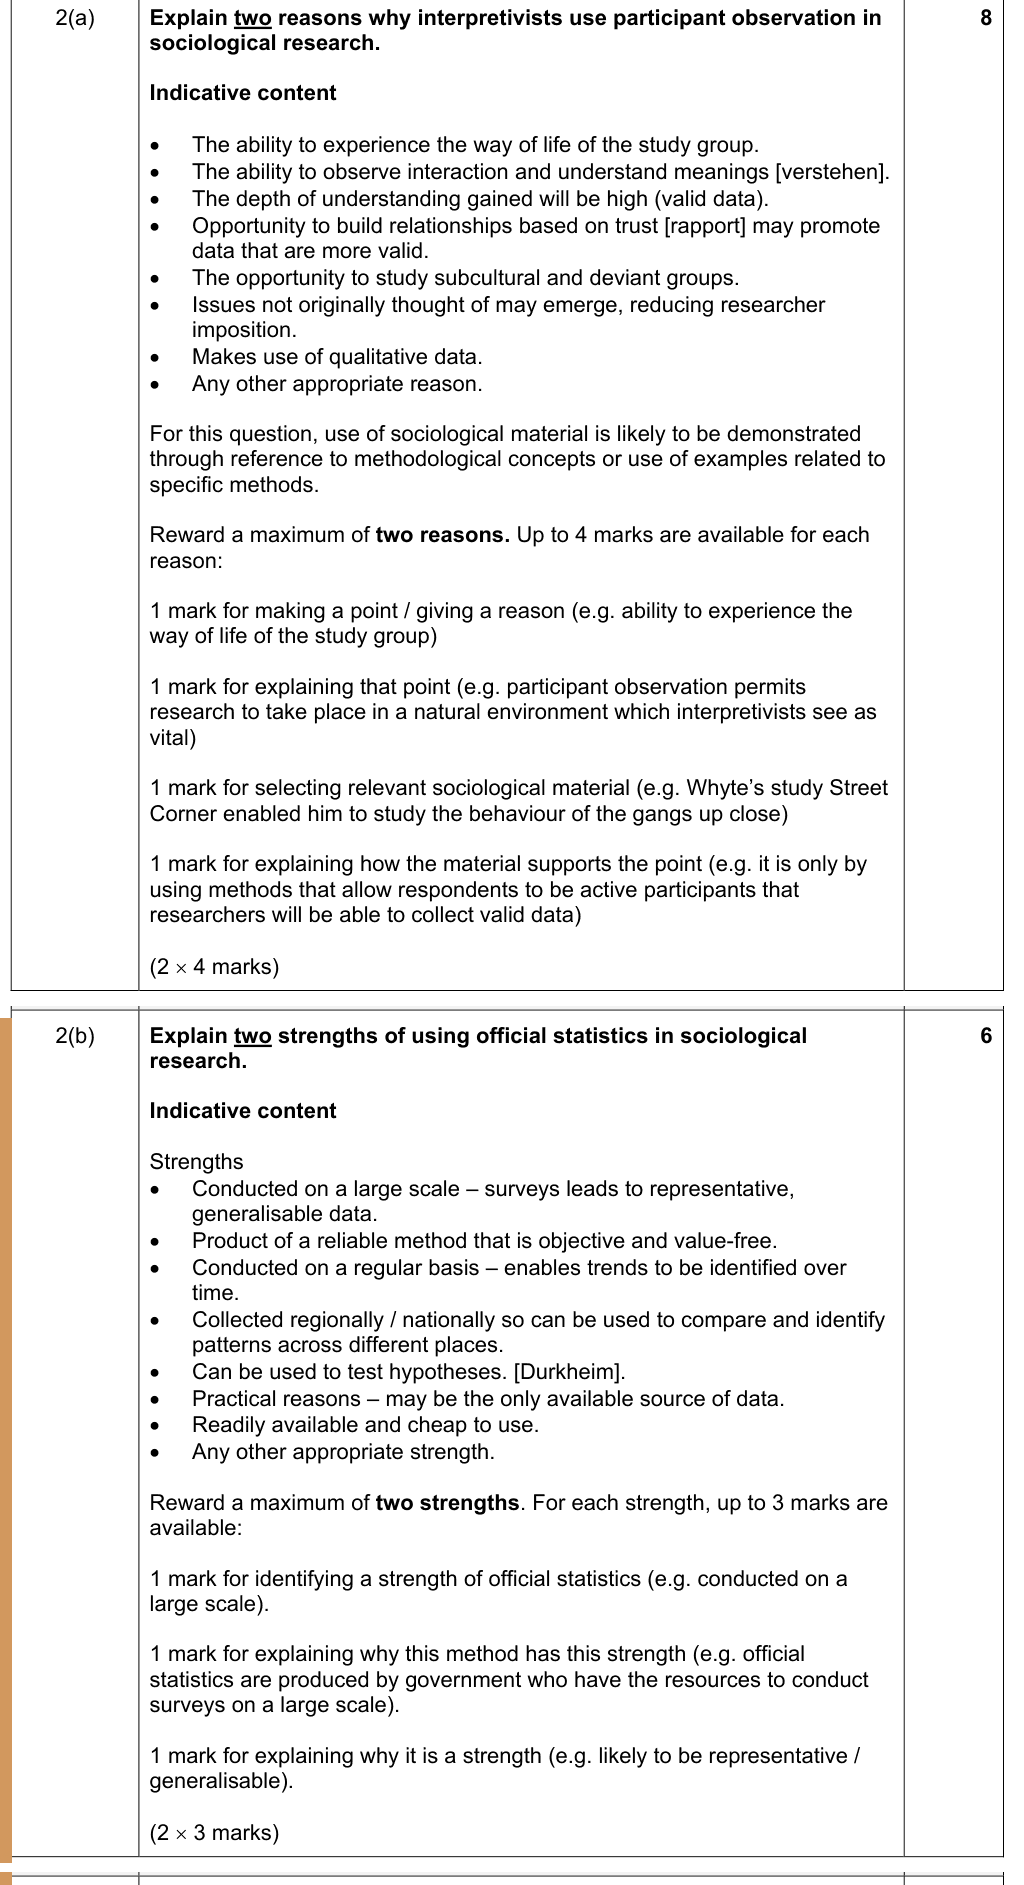 2(a)
Explain two reasons why interpretivists use participant observation in
8
sociological research.
Indicative content
• The ability to experience the way of life of the study group.
• The ability to observe interaction and understand meanings [verstehen].
• The depth of understanding gained will be high (valid data).
• Opportunity to build relationships based on trust [rapport] may promote
data that are more valid.
• The opportunity to study subcultural and deviant groups.
• Issues not originally thought of may emerge, reducing researcher
imposition.
• Makes use of qualitative data.
• Any other appropriate reason.
For this question, use of sociological material is likely to be demonstrated
through reference to methodological concepts or use of examples related to
specific methods.
Reward a maximum of two reasons. Up to 4 marks are available for each
reason:
1 mark for making a point / giving a reason (e.g. ability to experience the
way of life of the study group)
1 mark for explaining that point (e.g. participant observation permits
research to take place in a natural environment which interpretivists see as
vital)
1 mark for selecting relevant sociological material (e.g. Whyte’s study Street
Corner enabled him to study the behaviour of the gangs up close)
1 mark for explaining how the material supports the point (e.g. it is only by
using methods that allow respondents to be active participants that
researchers will be able to collect valid data)
(2 × 4 marks)
2(b)
Explain two strengths of using official statistics in sociological
6
research.
Indicative content
Strengths
• Conducted on a large scale – surveys leads to representative,
generalisable data.
• Product of a reliable method that is objective and value-free.
• Conducted on a regular basis – enables trends to be identified over
time.
• Collected regionally / nationally so can be used to compare and identify
patterns across different places.
• Can be used to test hypotheses. [Durkheim].
• Practical reasons – may be the only available source of data.
• Readily available and cheap to use.
• Any other appropriate strength.
Reward a maximum of two strengths. For each strength, up to 3 marks are
available:
1 mark for identifying a strength of official statistics (e.g. conducted on a
large scale).
1 mark for explaining why this method has this strength (e.g. official
statistics are produced by government who have the resources to conduct
surveys on a large scale).
1 mark for explaining why it is a strength (e.g. likely to be representative /
generalisable).
(2 × 3 marks)